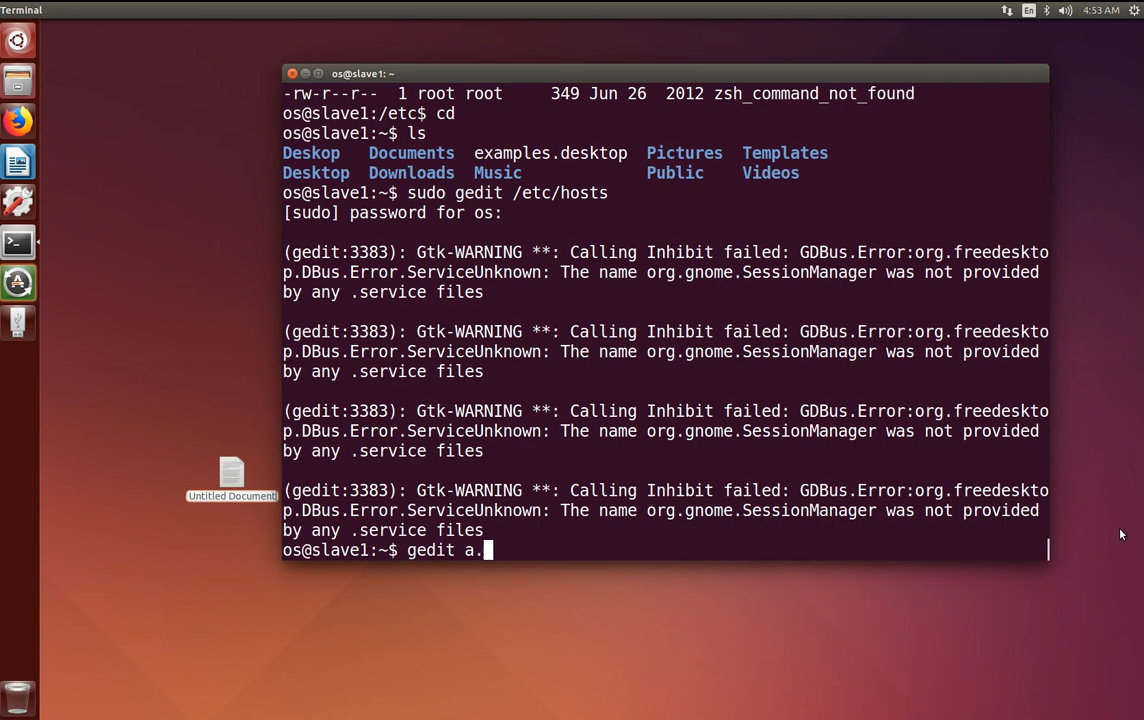 Terminal
En
4:53 AM
os@slave1: ~
-rw-r--r--  1 root root     349 Jun 26  2012 zsh_command_not_found
os@slave1:/etc$ cd
os@slave1:~$ ls
Deskop   Documents  examples.desktop  Pictures  Templates
Desktop  Downloads  Music             Public    Videos
os@slave1:~$ sudo gedit /etc/hosts
[sudo] password for os:
(gedit:3383): Gtk-WARNING **: Calling Inhibit failed: GDBus.Error:org.freedeskto
p.DBus.Error.ServiceUnknown: The name org.gnome.SessionManager was not provided
by any .service files
(gedit:3383): Gtk-WARNING **: Calling Inhibit failed: GDBus.Error:org.freedeskto
p.DBus.Error.ServiceUnknown: The name org.gnome.SessionManager was not provided
by any .service files
(gedit:3383): Gtk-WARNING **: Calling Inhibit failed: GDBus.Error:org.freedeskto
p.DBus.Error.ServiceUnknown: The name org.gnome.SessionManager was not provided
by any .service files
(gedit:3383): Gtk-WARNING **: Calling Inhibit failed: GDBus.Error:org.freedeskto
p.DBus.Error.ServiceUnknown: The name org.gnome.SessionManager was not provided
by any .service files
os@slave1:~$ gedit a.
Untitled Document